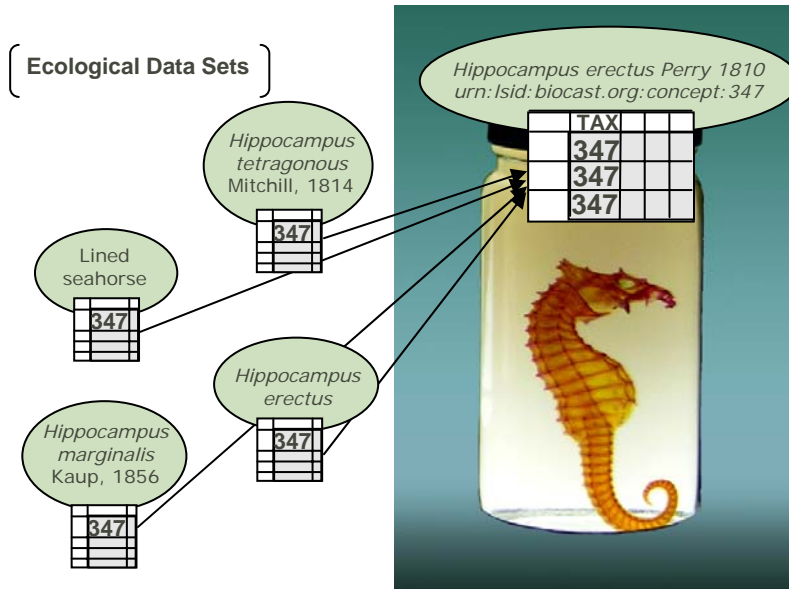 Ecological Data Sets
Hippocampus erectus Perry 1810
urn:lsid:biocast.org:concept:347
TAX
347
347
347
Hippocampus
tetragonous
Mitchill, 1814
347
Lined
seahorse
347
Hippocampus
erectus
347
Hippocampus
marginalis
Kaup, 1856
347